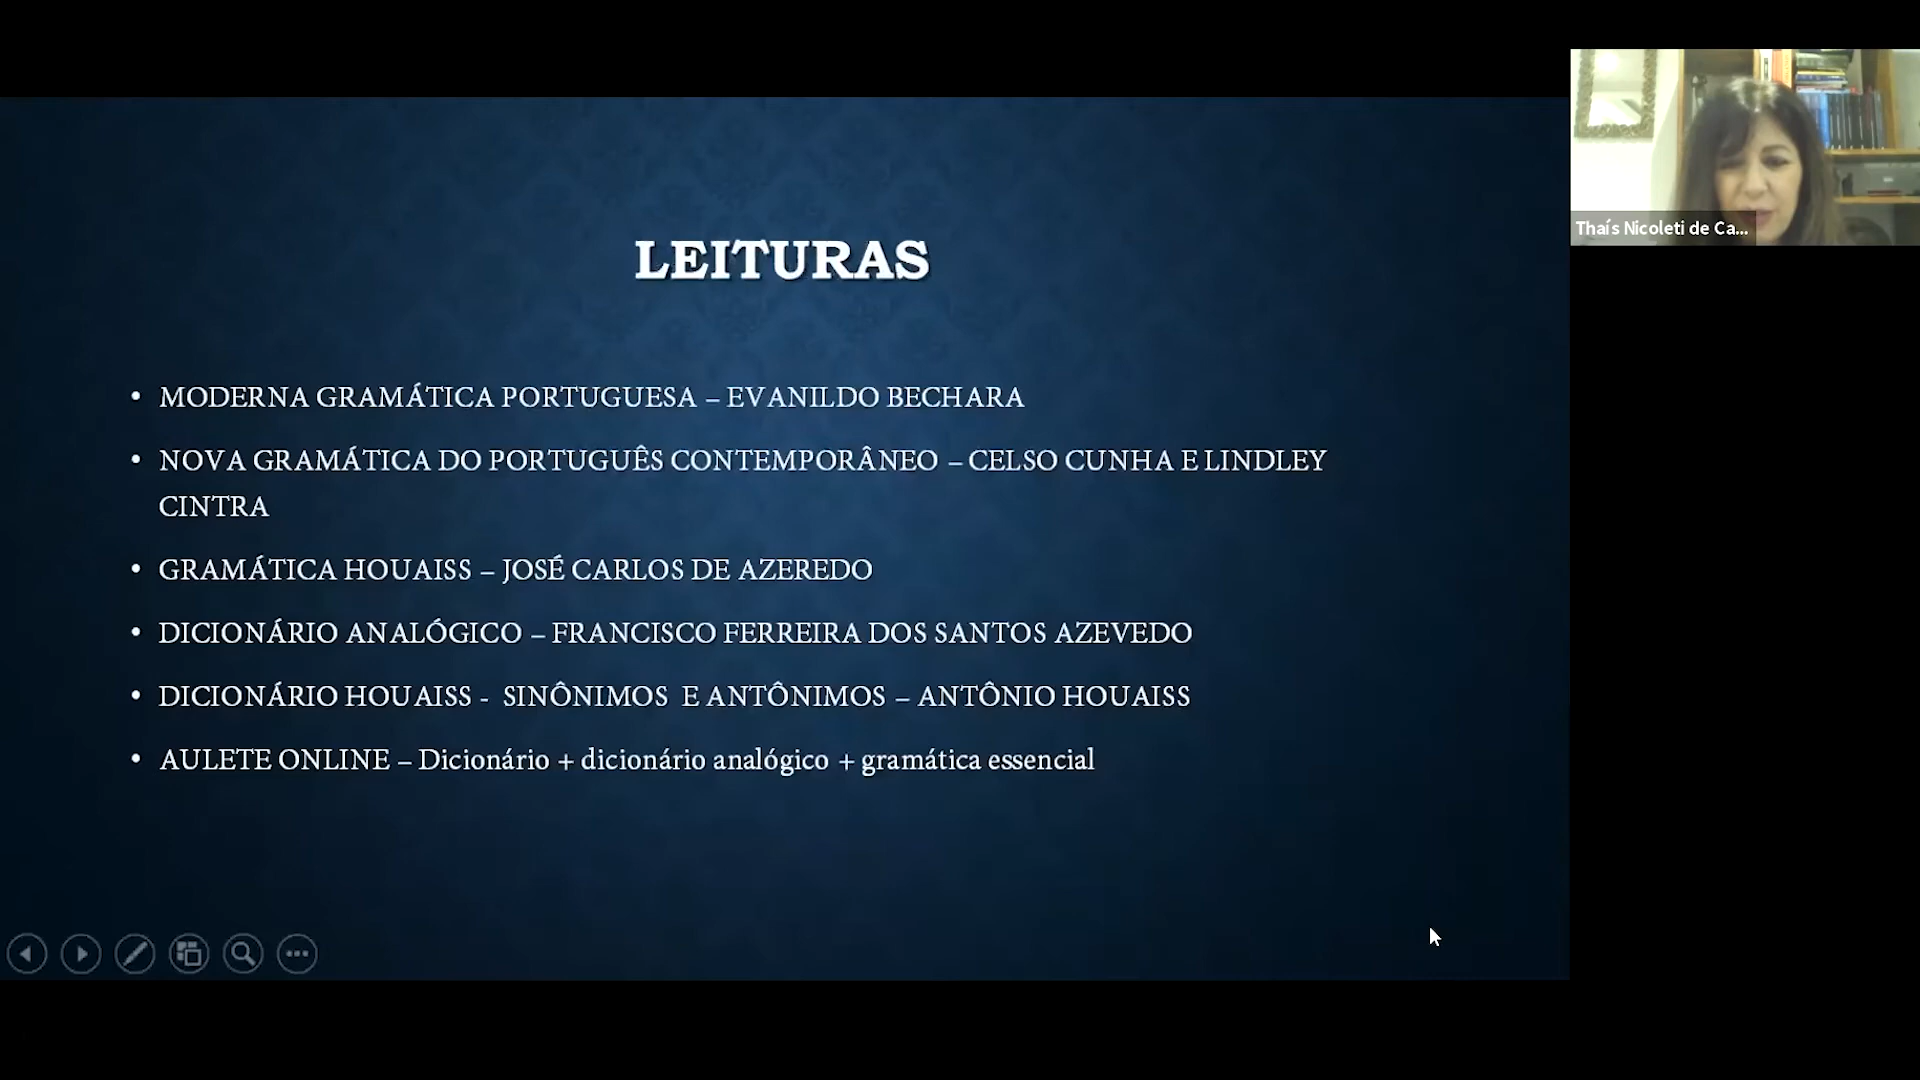 LEITURAS
• MODERNA GRAMÁTICA PORTUGUESA – EVANILDO BECHARA
• NOVA GRAMÁTICA DO PORTUGUÊS CONTEMPORÂNEO – CELSO CUNHA E LINDLEY
CINTRA
• GRAMÁTICA HOUAISS – JOSÉ CARLOS DE AZEREDO
• DICIONÁRIO ANALÓGICO – FRANCISCO FERREIRA DOS SANTOS AZEVEDO
• DICIONÁRIO HOUAISS - SINÔNIMOS E ANTÔNIMOS – ANTÔNIO HOUAISS
• AULETE ONLINE – Dicionário + dicionário analógico + gramática essencial
Thaís Nicoleti de Ca...